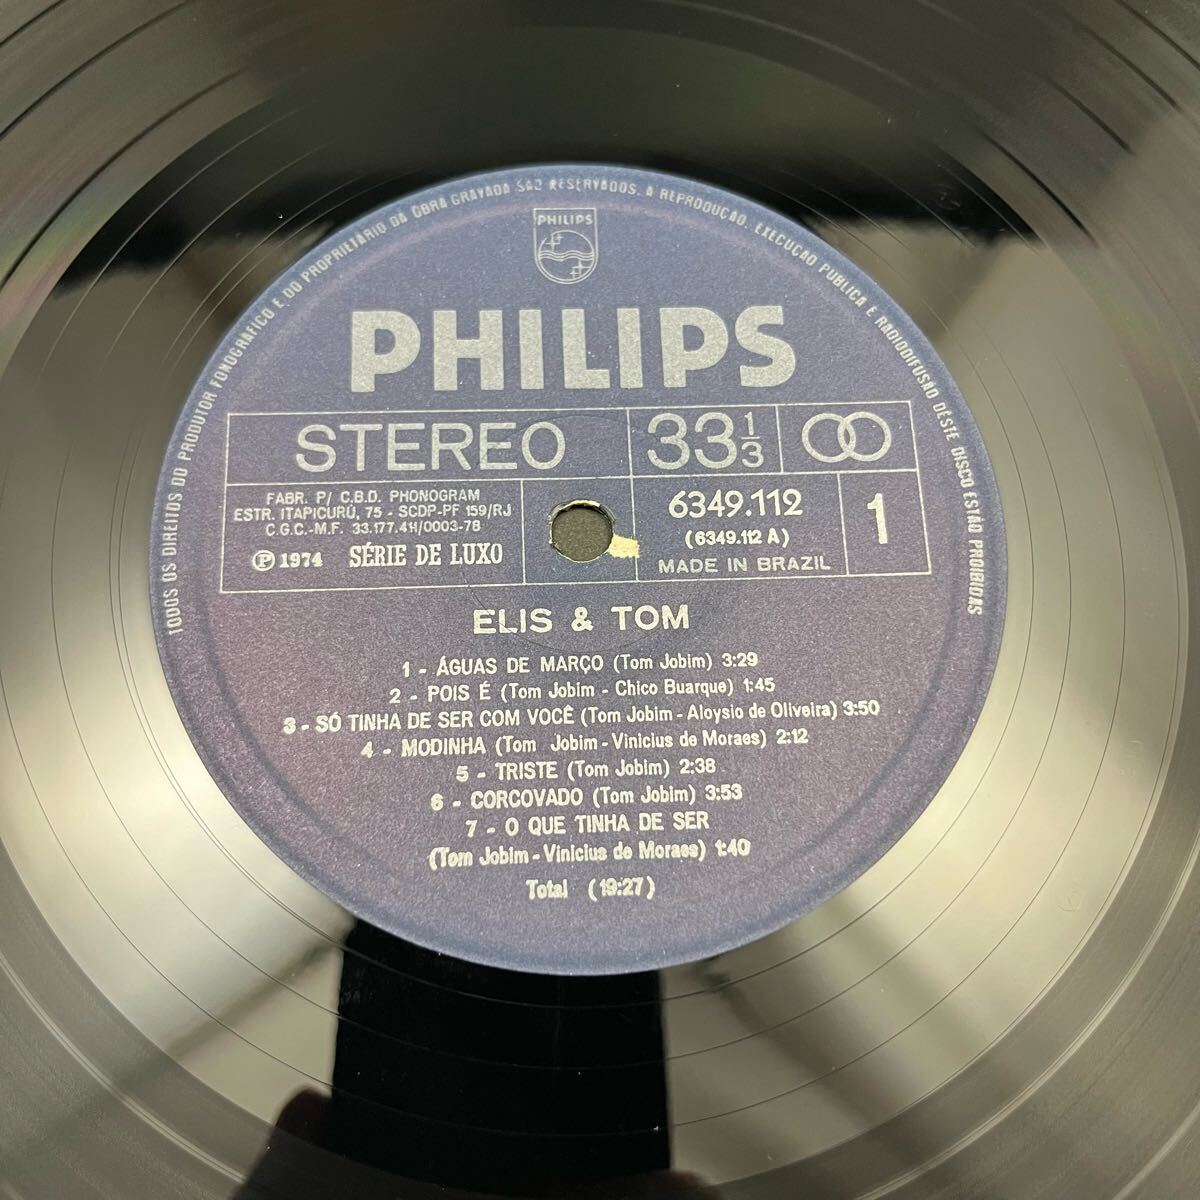 TODOS OS DIREITOS DO PRODUTOR FONOGRÁFICO E DO PROPRIETÁRIO DA OBRA GRAVADA SÃO RESERVADOS. A REPRODUÇÃO, EXECUÇÃO PÚBLICA E RADIODIFUSÃO DÊSTE DISCO ESTÃO PROIBIDAS
PHILIPS
PHILIPS
STEREO
33 1/3
FABR. P/ C.B.D. PHONOGRAM
ESTR. ITAPICURÚ, 75 - SCDP-PF 159/RJ
C.G.C.-M.F. 33.177.411/0003-78
Ⓟ 1974 SÉRIE DE LUXO
6349.112
(6349.112 A)
MADE IN BRAZIL
1
ELIS & TOM
1 - ÁGUAS DE MARÇO (Tom Jobim) 3:29
2 - POIS É (Tom Jobim - Chico Buarque) 1:45
3 - SÓ TINHA DE SER COM VOCÊ (Tom Jobim - Aloysio de Oliveira) 3:50
4 - MODINHA (Tom Jobim - Vinicius de Moraes) 2:12
5 - TRISTE (Tom Jobim) 2:38
6 - CORCOVADO (Tom Jobim) 3:53
7 - O QUE TINHA DE SER
(Tom Jobim - Vinicius de Moraes) 1:40
Total (19:27)